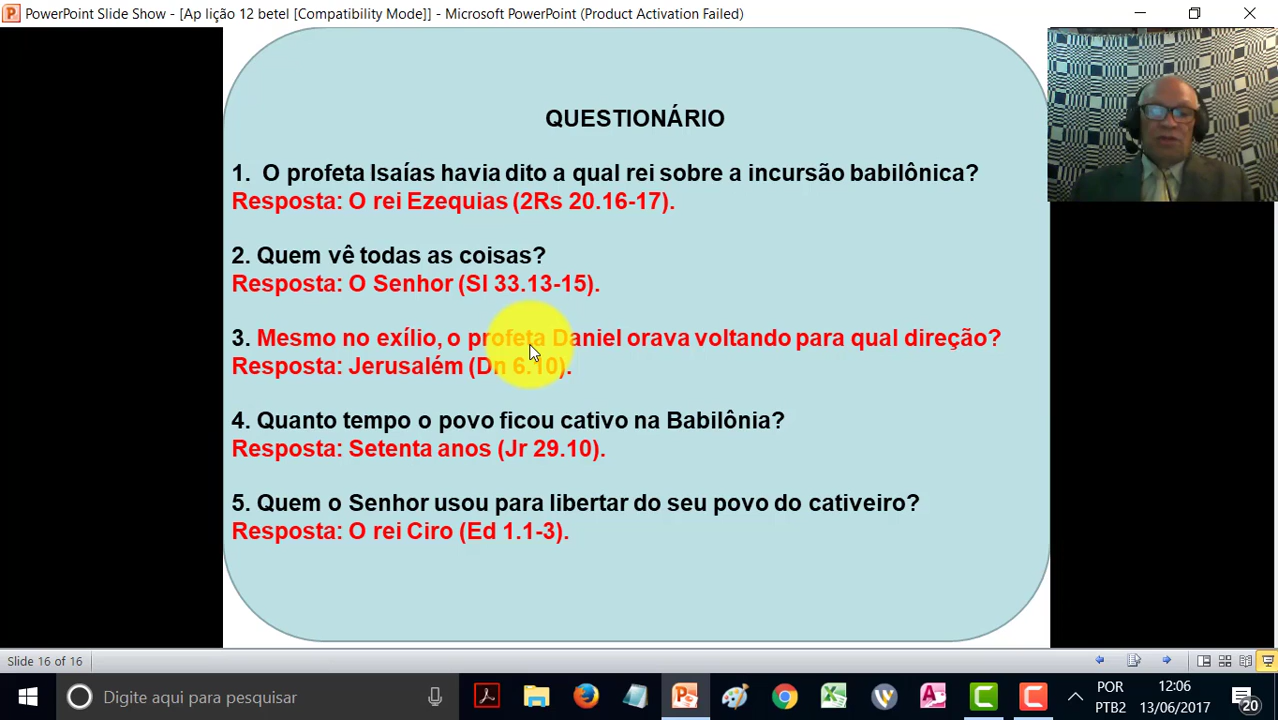 PowerPoint Slide Show - [Ap lição 12 betel [Compatibility Mode]] - Microsoft PowerPoint (Product Activation Failed)
QUESTIONÁRIO
1. O profeta Isaías havia dito a qual rei sobre a incursão babilônica?
Resposta: O rei Ezequias (2Rs 20.16-17).
2. Quem vê todas as coisas?
Resposta: O Senhor (Sl 33.13-15).
3. Mesmo no exílio, o profeta Daniel orava voltando para qual direção?
Resposta: Jerusalém (Dn 6.10).
4. Quanto tempo o povo ficou cativo na Babilônia?
Resposta: Setenta anos (Jr 29.10).
5. Quem o Senhor usou para libertar do seu povo do cativeiro?
Resposta: O rei Ciro (Ed 1.1-3).
Slide 16 of 16
Digite aqui para pesquisar
POR
PTB2
12:06
13/06/2017
20